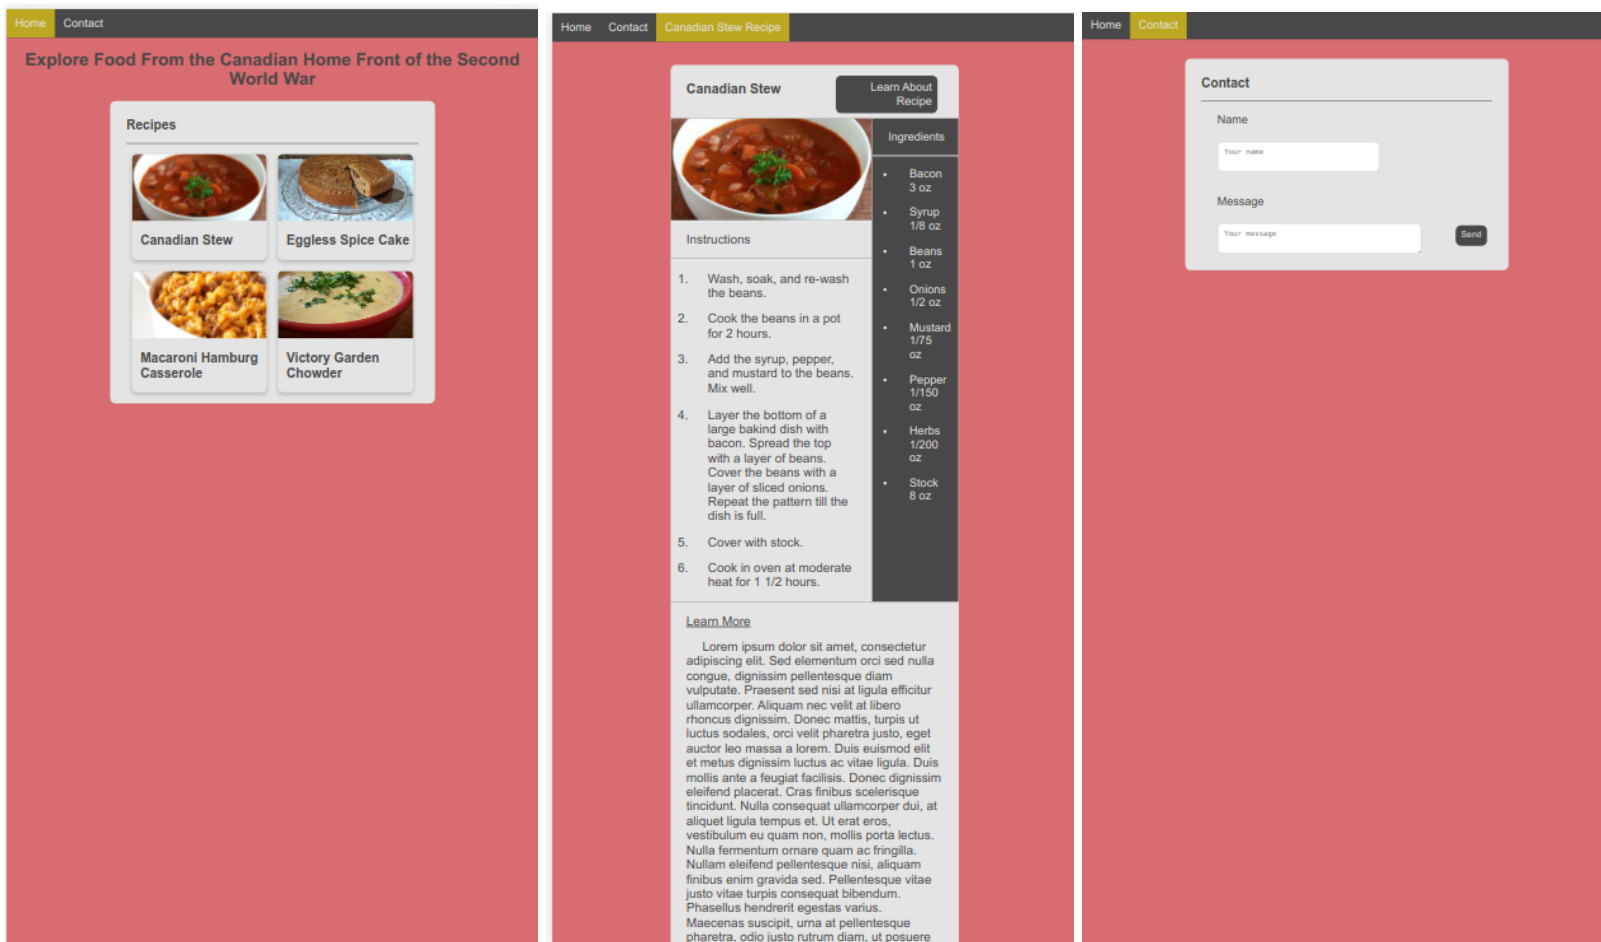 Home Contact
Explore Food From the Canadian Home Front of the Second
World War
Recipes
Canadian Stew
Eggless Spice Cake
Macaroni Hamburg
Casserole
Victory Garden
Chowder
Home Contact Canadian Stew Recipe
Canadian Stew
Learn About
Recipe
Ingredients
• Bacon
3 oz
• Syrup
1/8 oz
• Beans
1 oz
• Onions
1/2 oz
• Mustard
1/75
oz
• Pepper
1/150
oz
• Herbs
1/200
oz
• Stock
8 oz
Instructions
1. Wash, soak, and re-wash
the beans.
2. Cook the beans in a pot
for 2 hours.
3. Add the syrup, pepper,
and mustard to the beans.
Mix well.
4. Layer the bottom of a
large bakind dish with
bacon. Spread the top
with a layer of beans.
Cover the beans with a
layer of sliced onions.
Repeat the pattern till the
dish is full.
5. Cover with stock.
6. Cook in oven at moderate
heat for 1 1/2 hours.
Learn More
Lorem ipsum dolor sit amet, consectetur
adipiscing elit. Sed elementum orci sed nulla
congue, dignissim pellentesque diam
vulputate. Praesent sed nisi at ligula efficitur
ullamcorper. Aliquam nec velit at libero
rhoncus dignissim. Donec mattis, turpis ut
luctus sodales, orci velit pharetra justo, eget
auctor leo massa a lorem. Duis euismod elit
et metus dignissim luctus ac vitae ligula. Duis
mollis ante a feugiat facilisis. Donec dignissim
eleifend placerat. Cras finibus scelerisque
tincidunt. Nulla consequat ullamcorper dui, at
aliquet ligula tempus et. Ut erat eros,
vestibulum eu quam non, mollis porta lectus.
Nulla fermentum ornare quam ac fringilla.
Nullam eleifend pellentesque nisi, aliquam
finibus enim gravida sed. Pellentesque vitae
justo vitae turpis consequat bibendum.
Phasellus hendrerit egestas varius.
Maecenas suscipit, urna at pellentesque
pharetra, odio justo rutrum diam, ut posuere
Home Contact
Contact
Name
Your name
Message
Your message
Send